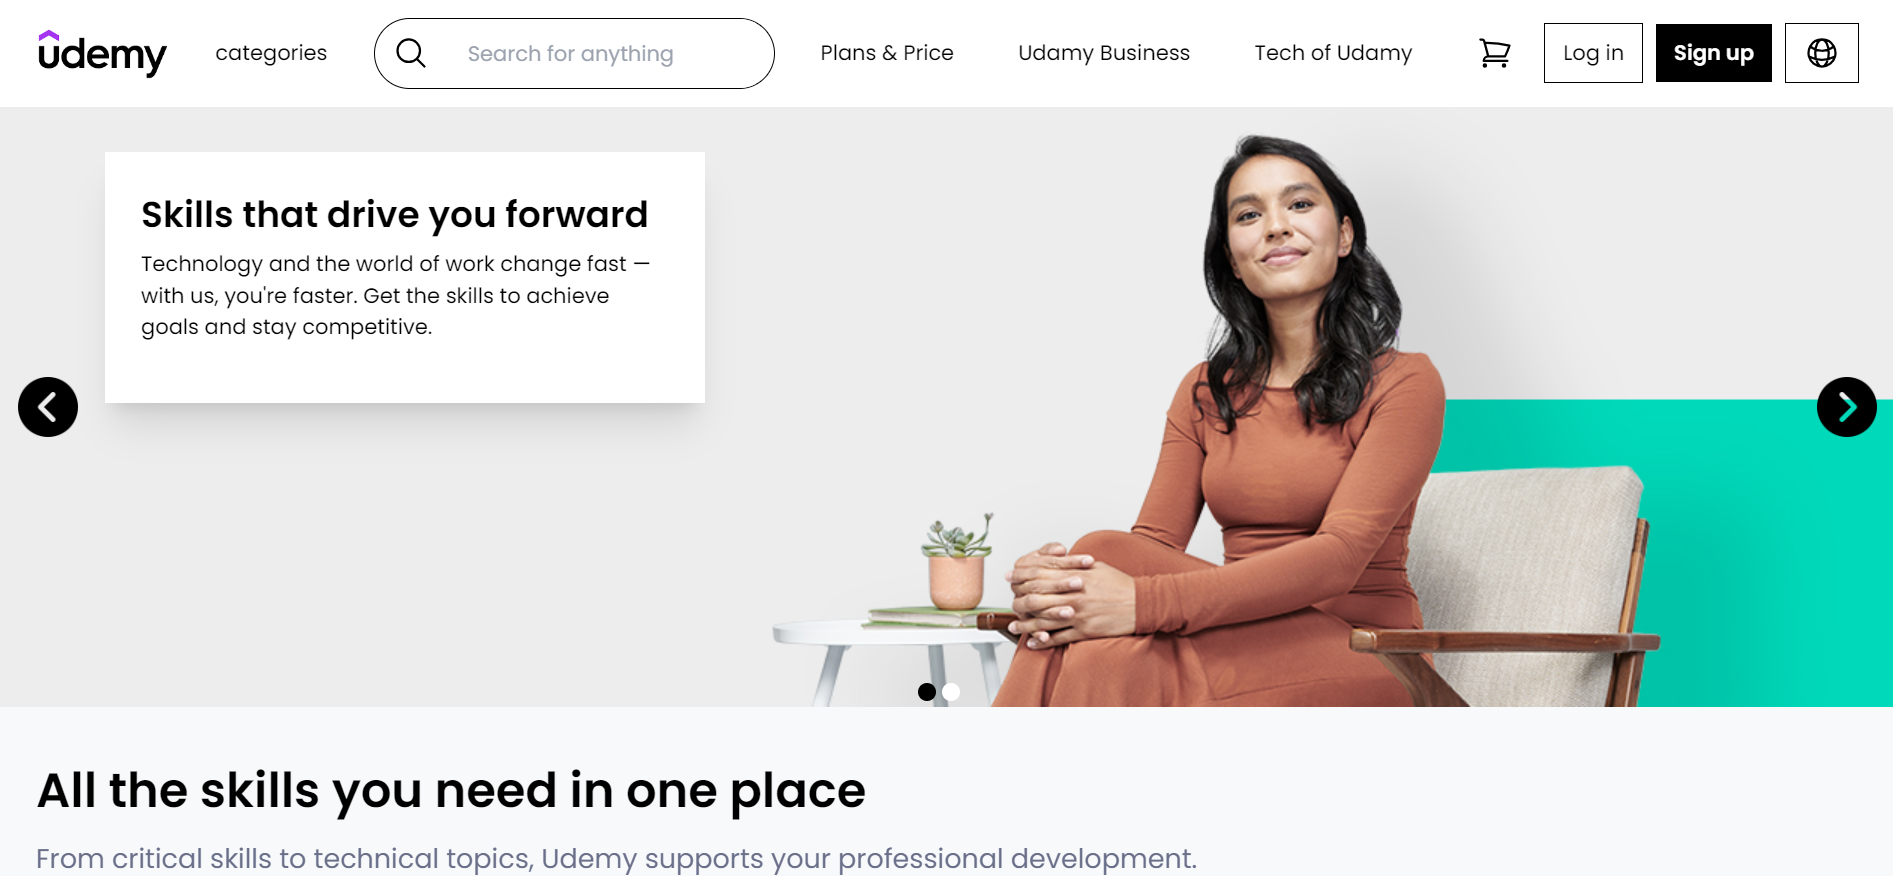 udemy
categories
Search for anything
Plans & Price
Udamy Business
Tech of Udamy
Log in
Sign up
Skills that drive you forward
Technology and the world of work change fast —
with us, you're faster. Get the skills to achieve
goals and stay competitive.
All the skills you need in one place
From critical skills to technical topics, Udemy supports your professional development.